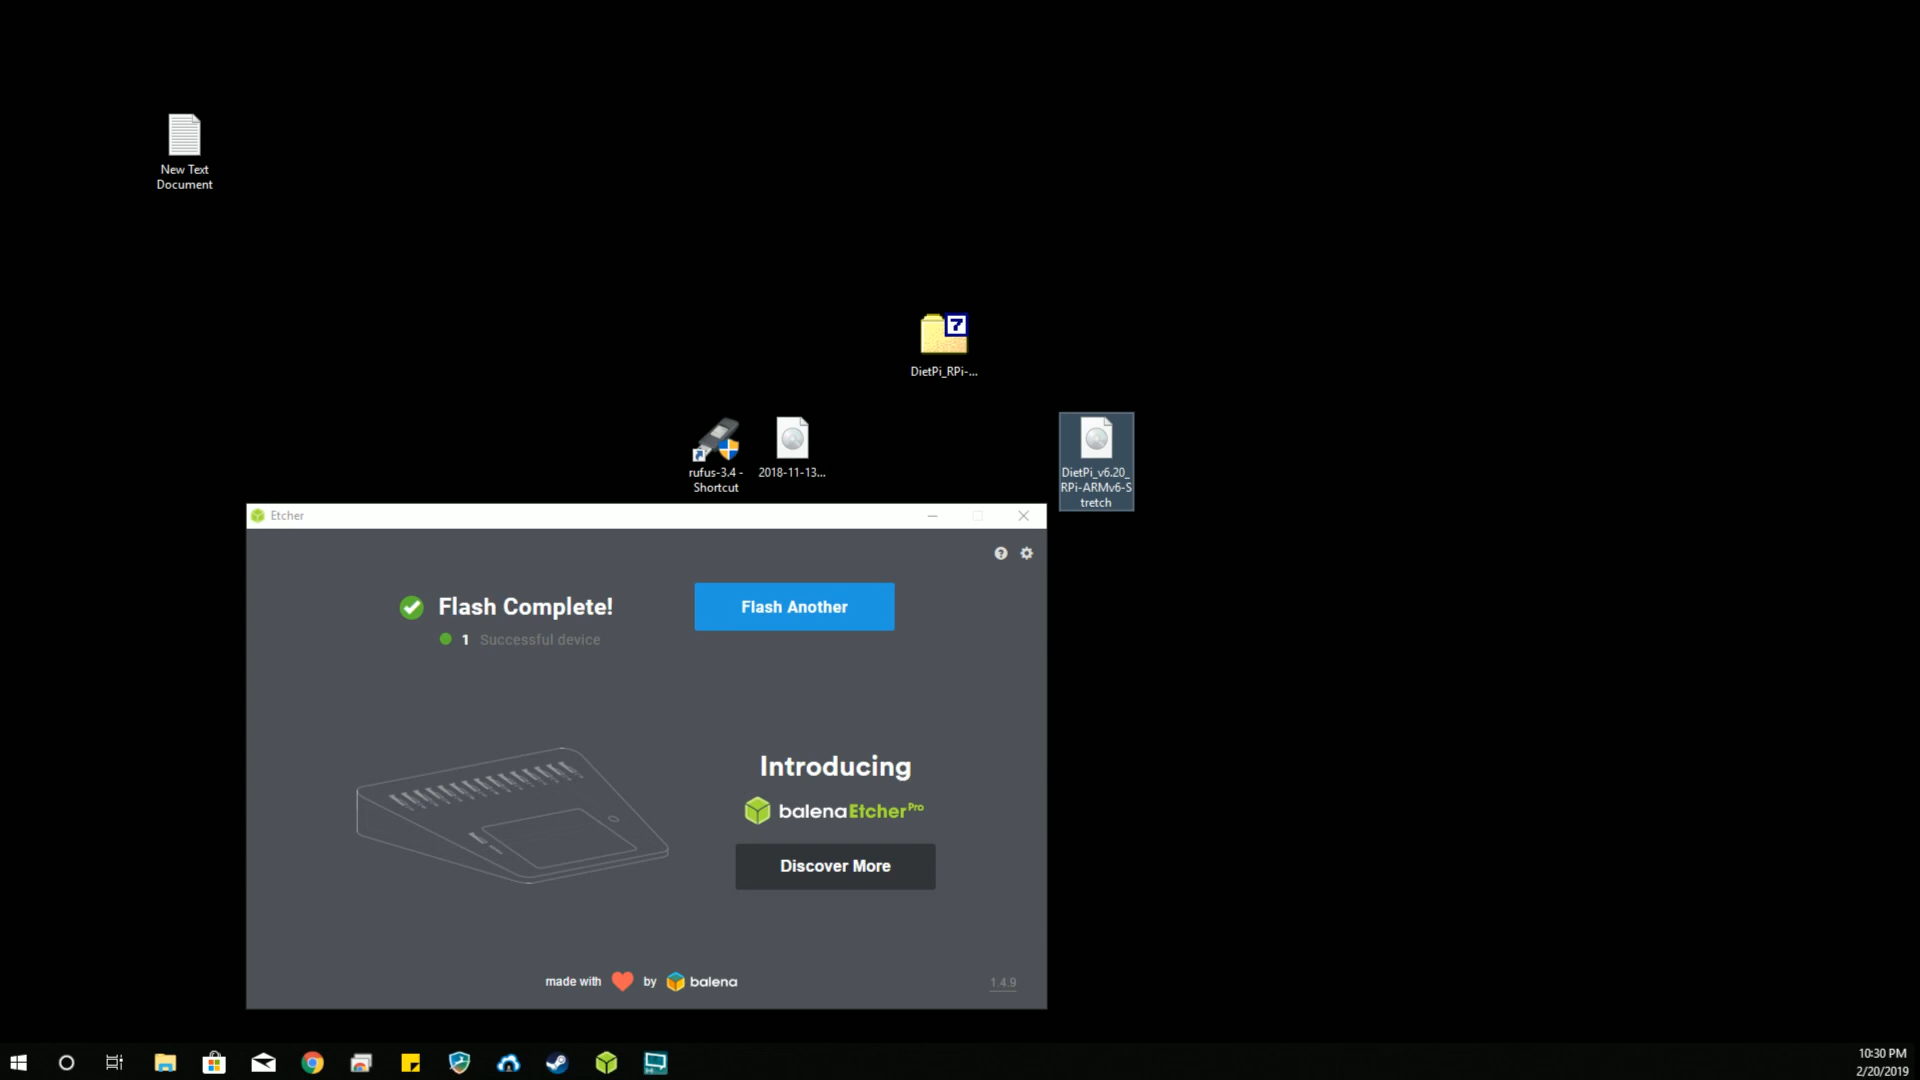 New Text
Document
7
DietPi_RPi-...
rufus-3.4 -
Shortcut
2018-11-13...
DietPi_v6.20_
RPi-ARMv6-S
tretch
Etcher
Flash Complete!
1 Successful device
Flash Another
Introducing
balenaEtcher Pro
Discover More
made with by balena
1.4.9
10:30 PM
2/20/2019